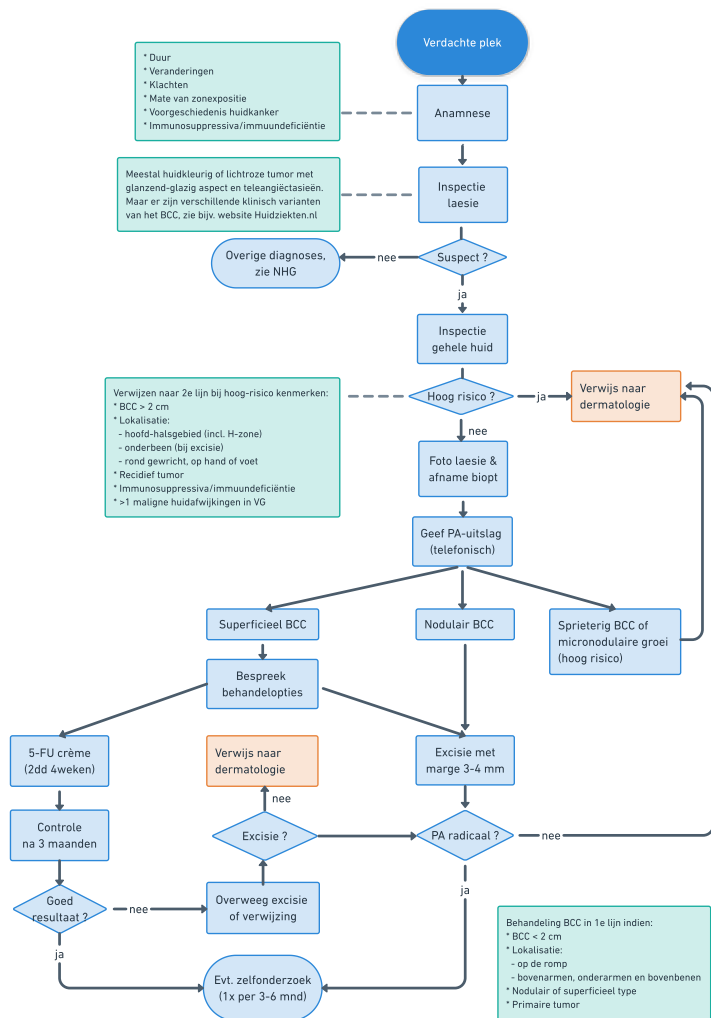 Verdachte plek
* Duur
* Veranderingen
* Klachten
* Mate van zonexpositie
* Voorgeschiedenis huidkanker
* Immunosuppressiva/immuundeficiëntie
Anamnese
Meestal huidkleurig of lichtroze tumor met
glanzend-glazig aspect en teleangiëctasieën.
Maar er zijn verschillende klinisch varianten
van het BCC, zie bijv. website Huidziekten.nl
Inspectie
laesie
Overige diagnoses,
zie NHG
nee
Suspect ?
ja
Inspectie
gehele huid
Verwijzen naar 2e lijn bij hoog-risico kenmerken:
* BCC > 2 cm
* Lokalisatie:
- hoofd-halsgebied (incl. H-zone)
- onderbeen (bij excisie)
- rond gewricht, op hand of voet
* Recidief tumor
* Immunosuppressiva/immuundeficiëntie
* >1 maligne huidafwijkingen in VG
Hoog risico ?
ja
Verwijs naar
dermatologie
nee
Foto laesie &
afname biopt
Geef PA-uitslag
(telefonisch)
Superficieel BCC
Nodulair BCC
Sprieterig BCC of
micronodulaire groei
(hoog risico)
Bespreek
behandelopties
5-FU crème
(2dd 4weken)
Verwijs naar
dermatologie
Excisie met
marge 3-4 mm
nee
Controle
na 3 maanden
Excisie ?
PA radicaal ?
nee
ja
Goed
resultaat ?
nee
Overweeg excisie
of verwijzing
ja
Evt. zelfonderzoek
(1x per 3-6 mnd)
Behandeling BCC in 1e lijn indien:
* BCC < 2 cm
* Lokalisatie:
- op de romp
- bovenarmen, onderarmen en bovenbenen
* Nodulair of superficieel type
* Primaire tumor